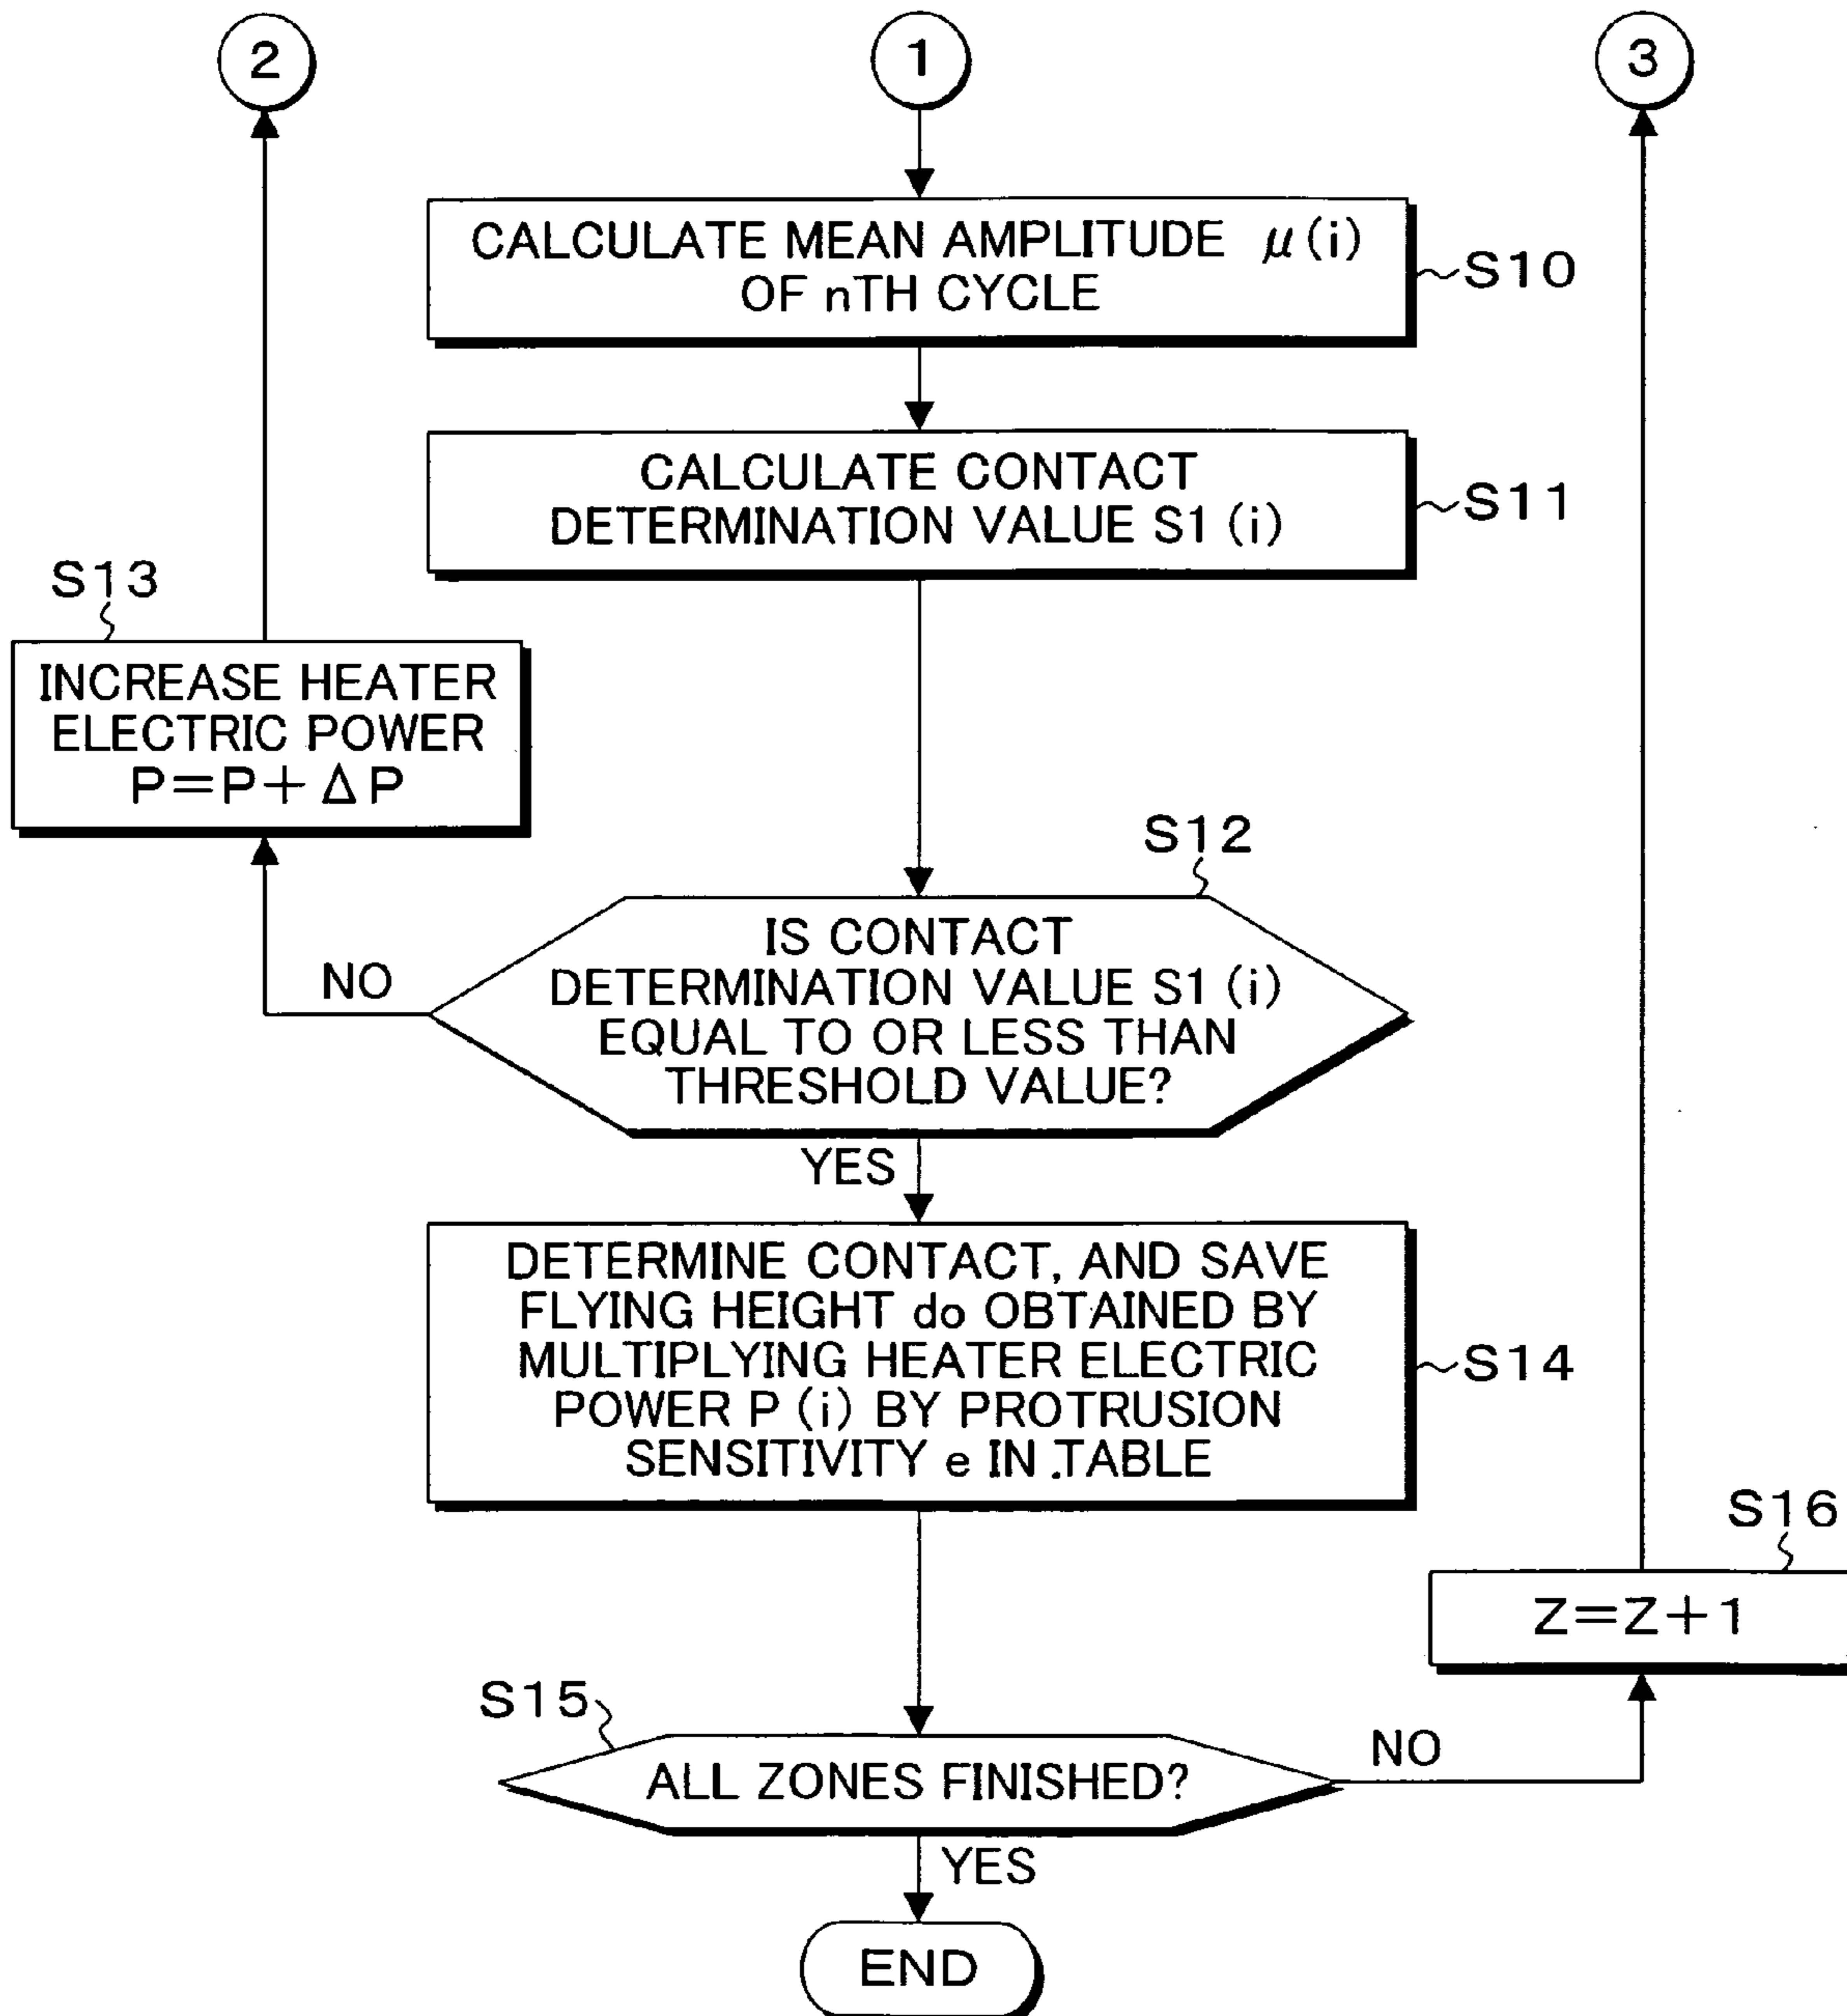 2
1
3
CALCULATE MEAN AMPLITUDE μ(i)
OF nTH CYCLE
S10
CALCULATE CONTACT
DETERMINATION VALUE S1 (i)
S11
S13
INCREASE HEATER
ELECTRIC POWER
P=P+ΔP
S12
IS CONTACT
DETERMINATION VALUE S1 (i)
EQUAL TO OR LESS THAN
THRESHOLD VALUE?
NO
YES
DETERMINE CONTACT, AND SAVE
FLYING HEIGHT do OBTAINED BY
MULTIPLYING HEATER ELECTRIC
POWER P (i) BY PROTRUSION
SENSITIVITY e IN TABLE
S14
S16
Z=Z+1
S15
ALL ZONES FINISHED?
NO
YES
END